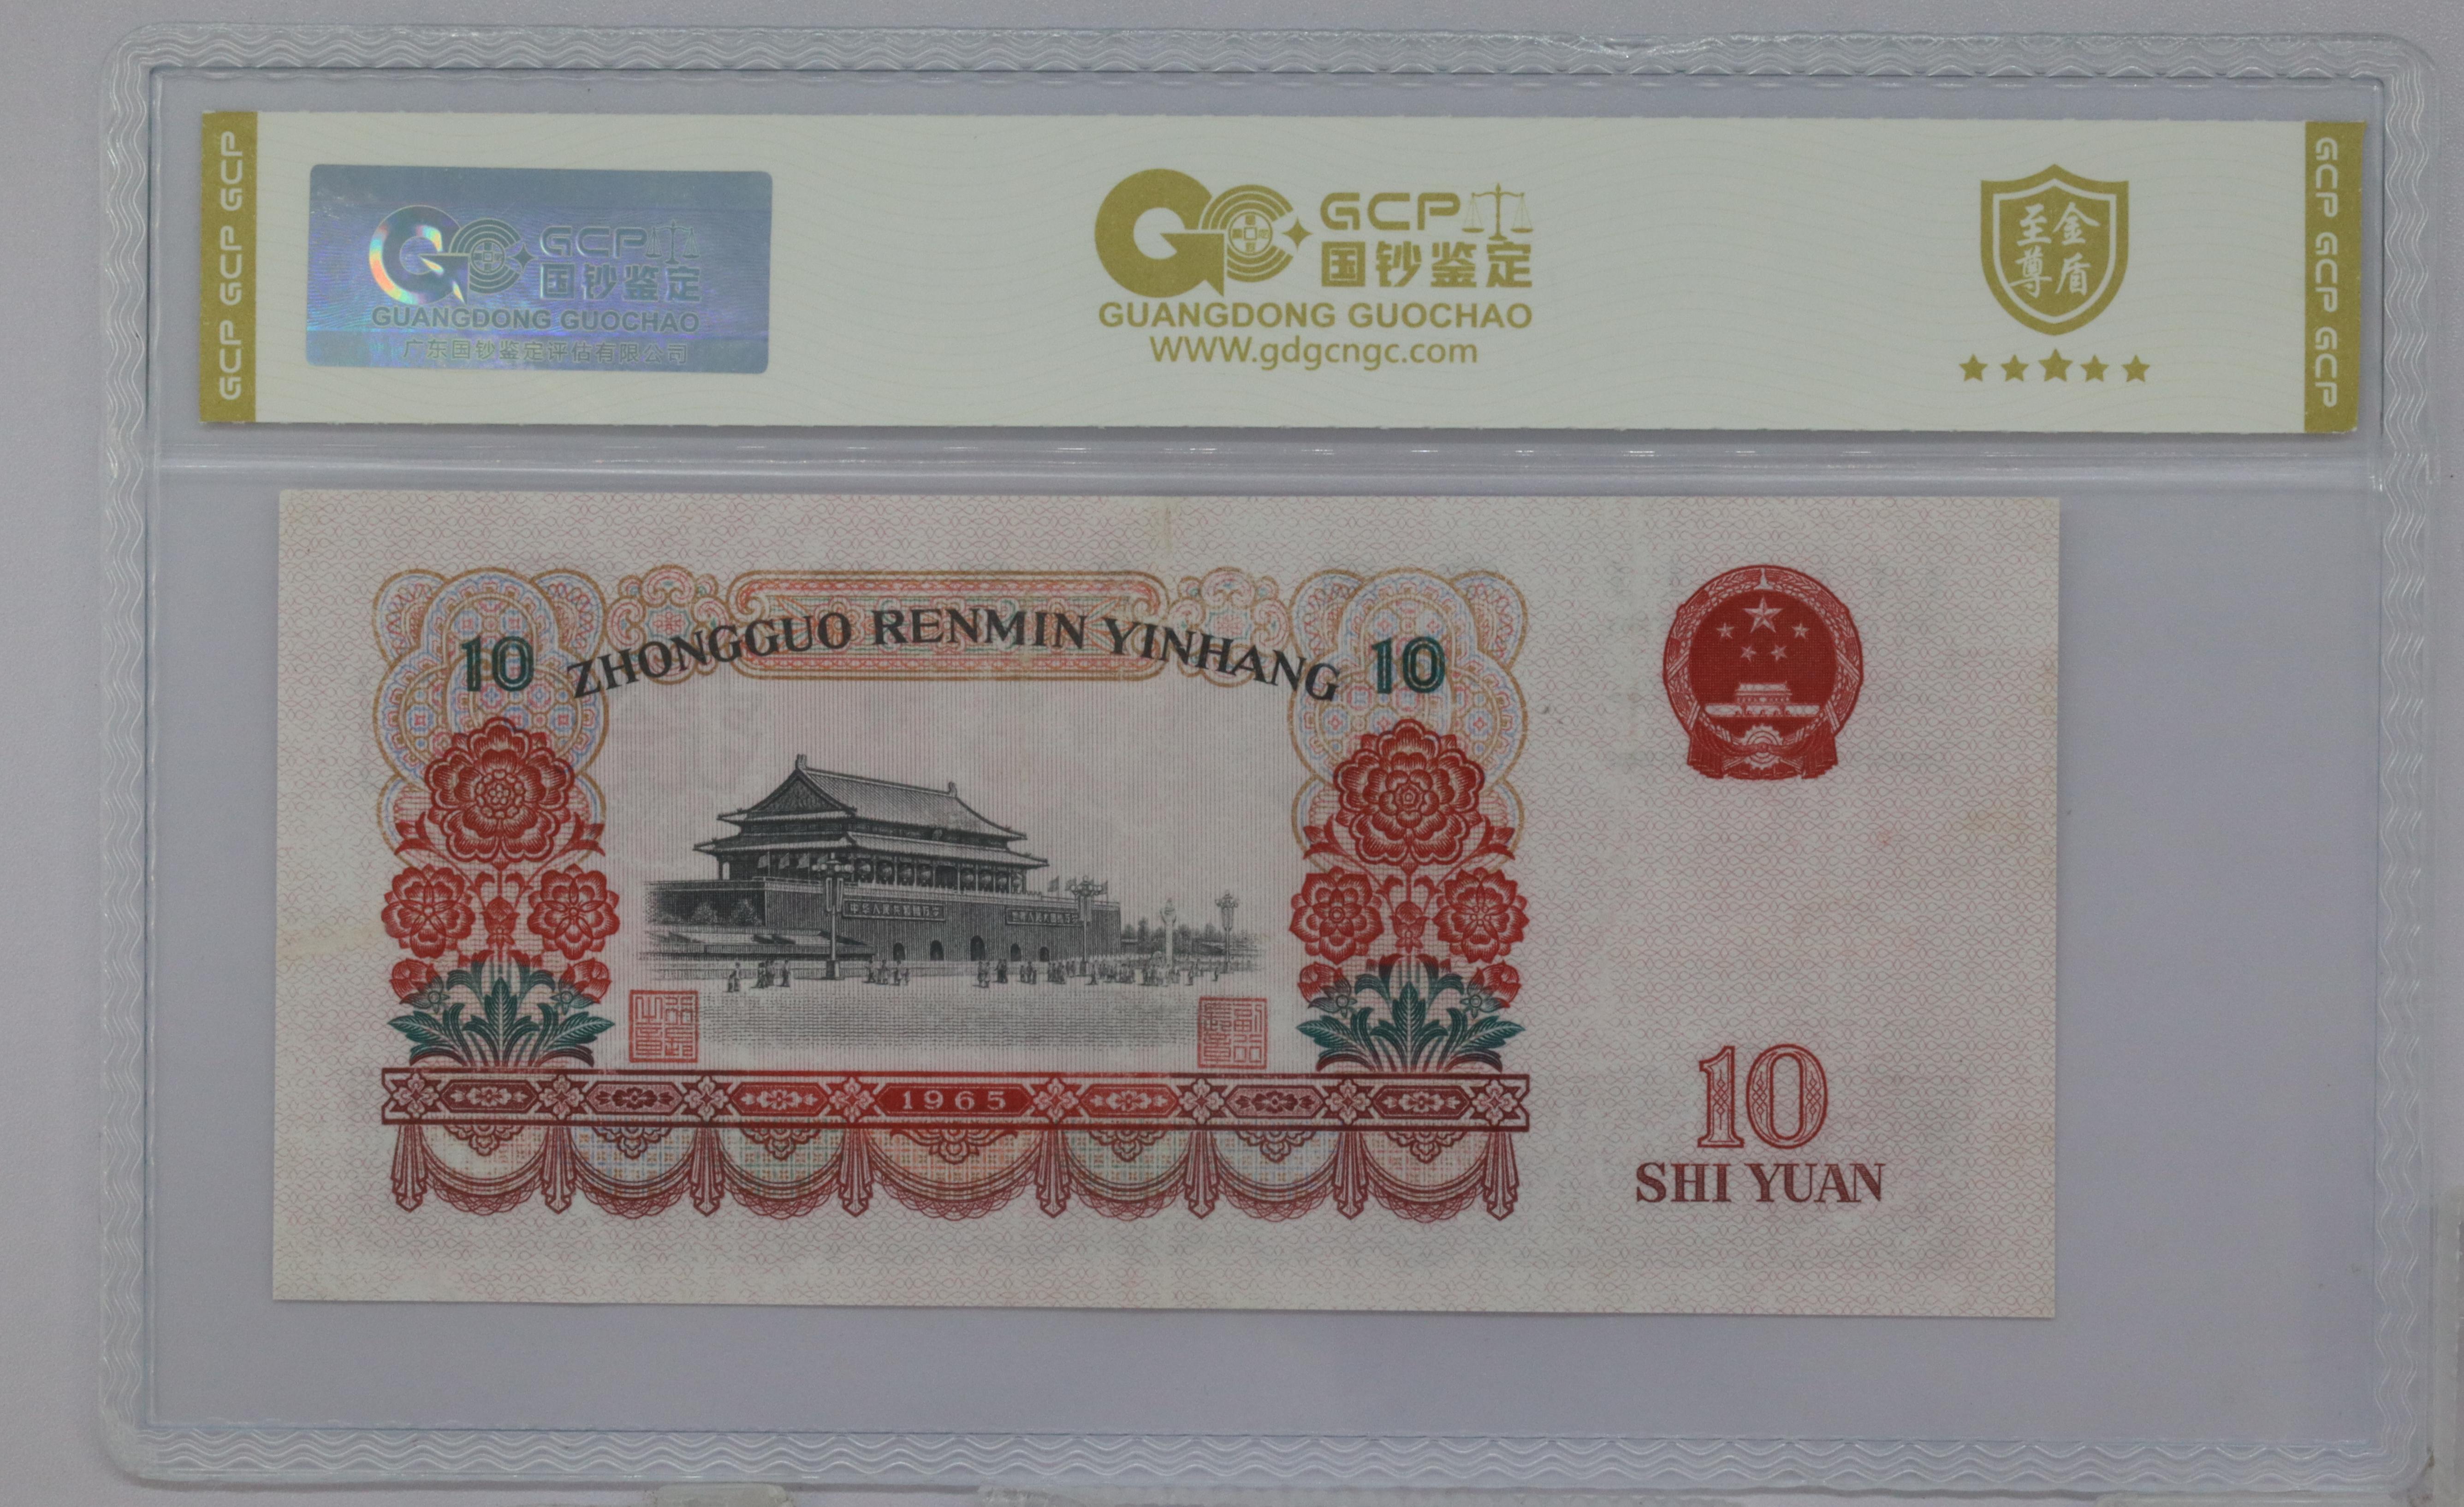 GCP GCP GCP
GCP
国钞鉴定
GUANGDONG GUOCHAO
广东国钞鉴定评估有限公司
GCP
国钞鉴定
GUANGDONG GUOCHAO
WWW.gdgcngc.com
至尊
金盾
GCP GCP GCP
10 ZHONGGUO RENMIN YINHANG 10
1965
10
SHI YUAN